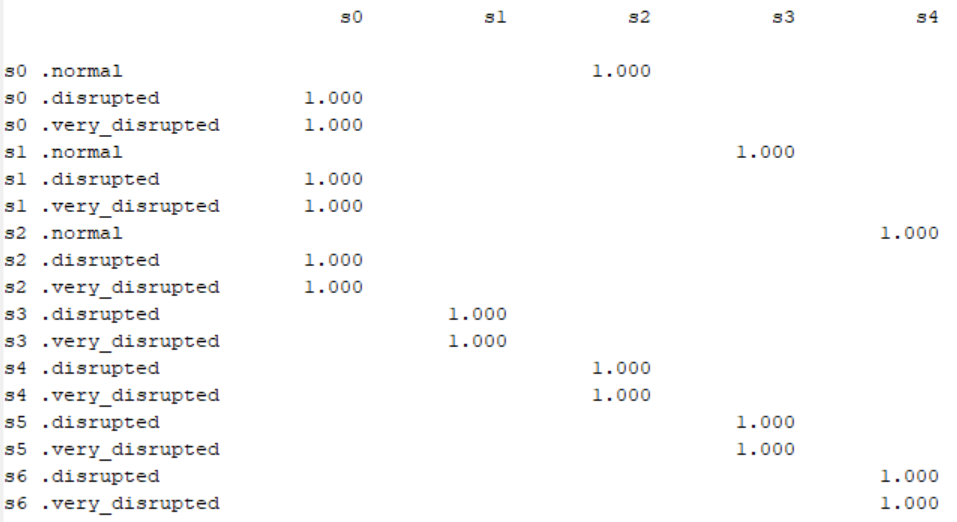 s0 s1 s2 s3 s4
s0 .normal 1.000
s0 .disrupted 1.000
s0 .very_disrupted 1.000
s1 .normal 1.000
s1 .disrupted 1.000
s1 .very_disrupted 1.000
s2 .normal 1.000
s2 .disrupted 1.000
s2 .very_disrupted 1.000
s3 .disrupted 1.000
s3 .very_disrupted 1.000
s4 .disrupted 1.000
s4 .very_disrupted 1.000
s5 .disrupted 1.000
s5 .very_disrupted 1.000
s6 .disrupted 1.000
s6 .very_disrupted 1.000